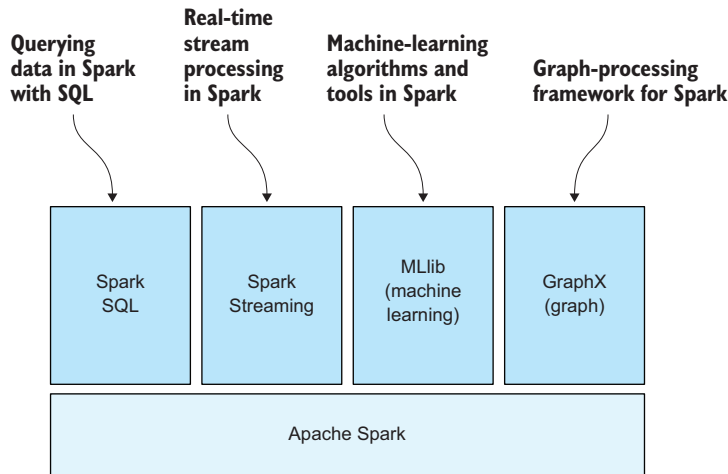 Querying
data in Spark
with SQL
Real-time
stream
processing
in Spark
Machine-learning
algorithms and
tools in Spark
Graph-processing
framework for Spark
Spark
SQL
Spark
Streaming
MLlib
(machine
learning)
GraphX
(graph)
Apache Spark